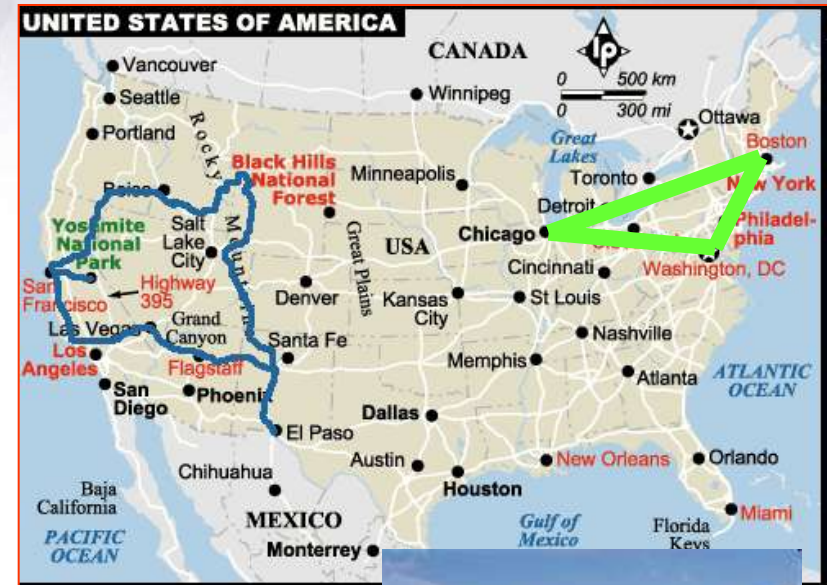 UNITED STATES OF AMERICA
CANADA
lp
0 500 km
0 300 mi
Vancouver
Seattle
Portland
Winnipeg
Ottawa
Boston
Rocky
Mountains
Great
Lakes
Black Hills
National
Forest
Minneapolis
Toronto
New York
Detroit
Philadel-
phia
Boise
Yosemite
National
Park
Salt
Lake
City
Great Plains
USA
Chicago
Cincinnati
Washington, DC
San
Francisco
Highway
395
Denver
Kansas
City
St Louis
Las Vegas
Grand
Canyon
Santa Fe
Nashville
Los
Angeles
Flagstaff
Memphis
Atlanta
ATLANTIC
OCEAN
San
Diego
Phoenix
Dallas
El Paso
Austin
New Orleans
Orlando
Chihuahua
Houston
Baja
California
MEXICO
Gulf of
Mexico
Florida
Keys
Miami
PACIFIC
OCEAN
Monterrey